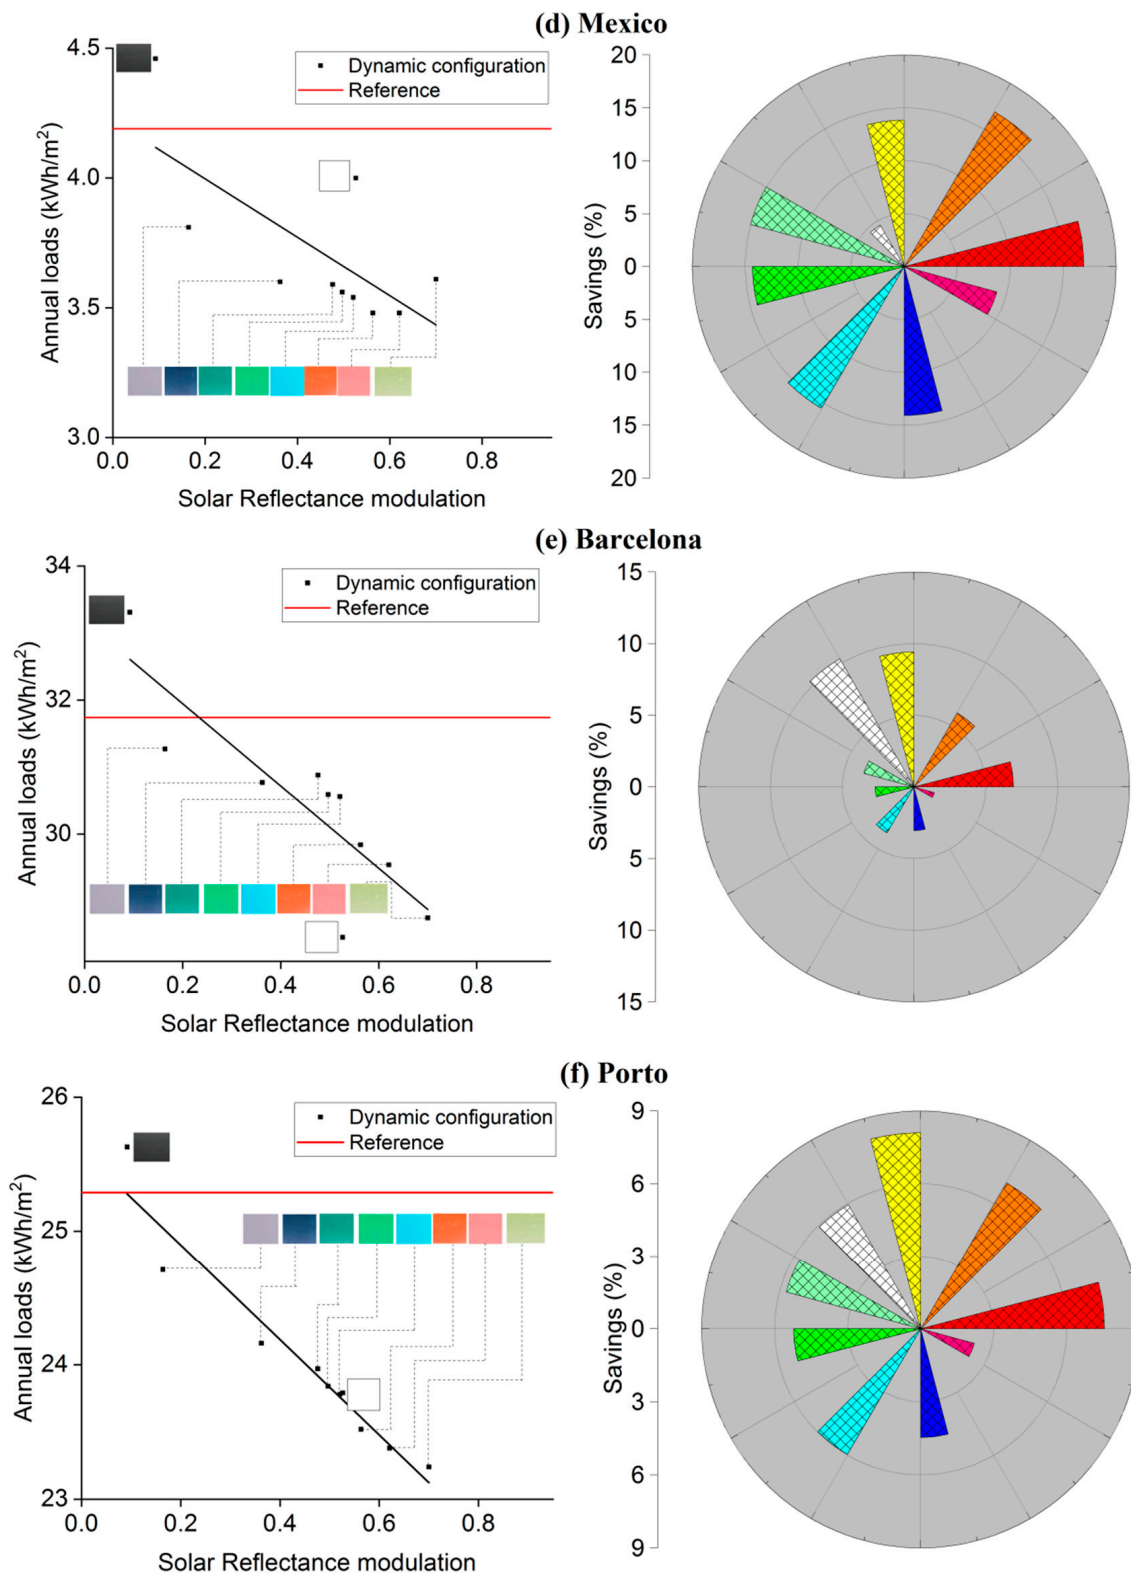 (d) Mexico
4.5
4.0
3.5
3.0
Annual loads (kWh/m²)
Dynamic configuration
Reference
0.0
0.2
0.4
0.6
0.8
Solar Reflectance modulation
20
15
10
5
0
5
10
15
20
Savings (%)
(e) Barcelona
34
32
30
Annual loads (kWh/m²)
Dynamic configuration
Reference
0.0
0.2
0.4
0.6
0.8
Solar Reflectance modulation
15
10
5
0
5
10
15
Savings (%)
(f) Porto
26
25
24
23
Annual loads (kWh/m²)
Dynamic configuration
Reference
0.0
0.2
0.4
0.6
0.8
Solar Reflectance modulation
9
6
3
0
3
6
9
Savings (%)